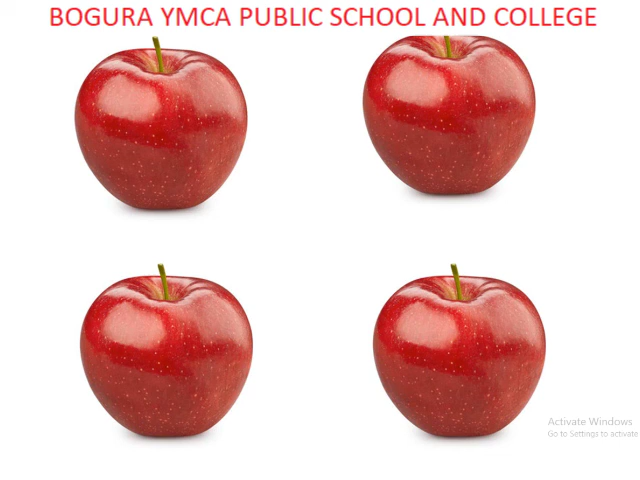 BOGURA YMCA PUBLIC SCHOOL AND COLLEGE
Activate Windows
Go to Settings to activate